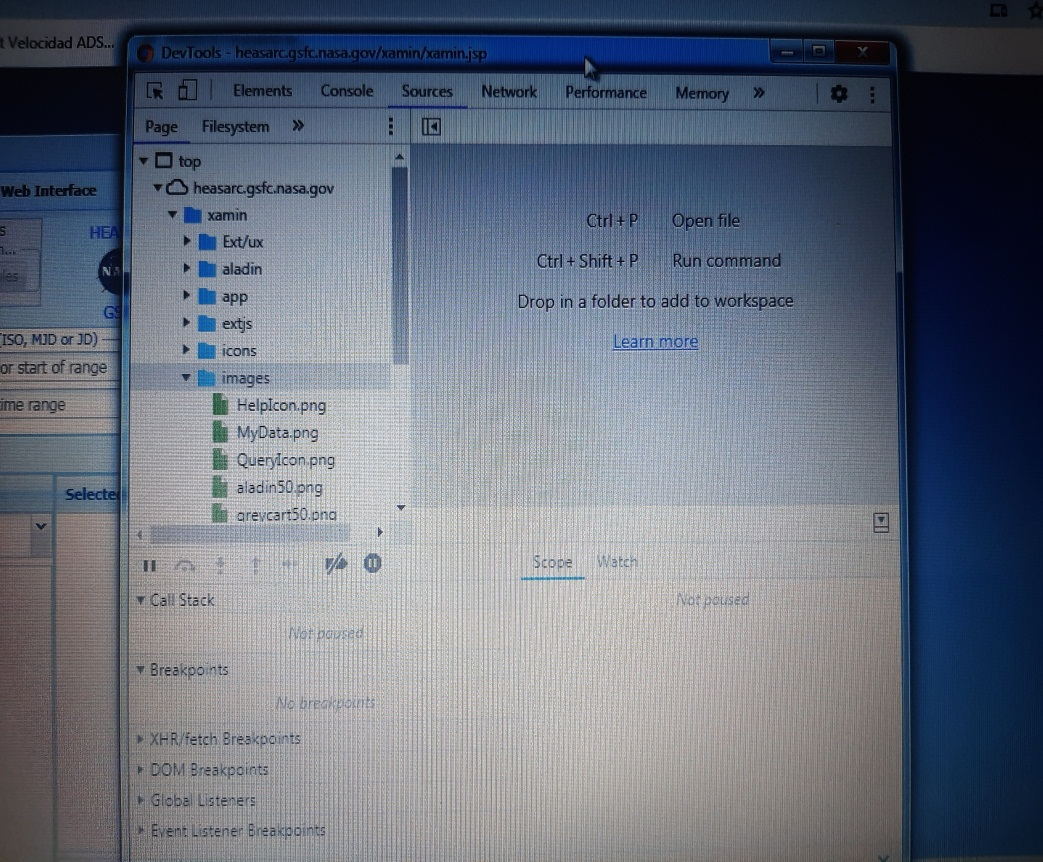 t Velocidad ADS...
DevTools - heasarc.gsfc.nasa.gov/xamin/xamin.jsp
Elements Console Sources Network Performance Memory »
Page Filesystem »
top
heasarc.gsfc.nasa.gov
xamin
Ext/ux
aladin
app
extjs
icons
images
HelpIcon.png
MyData.png
QueryIcon.png
aladin50.png
greycart50.png
Ctrl + P Open file
Ctrl + Shift + P Run command
Drop in a folder to add to workspace
Learn more
Web Interface
HEA
GS
(ISO, MJD or JD)
or start of range
ime range
Selecte
Scope Watch
Not paused
Call Stack
Not paused
Breakpoints
No breakpoints
XHR/fetch Breakpoints
DOM Breakpoints
Global Listeners
Event Listener Breakpoints